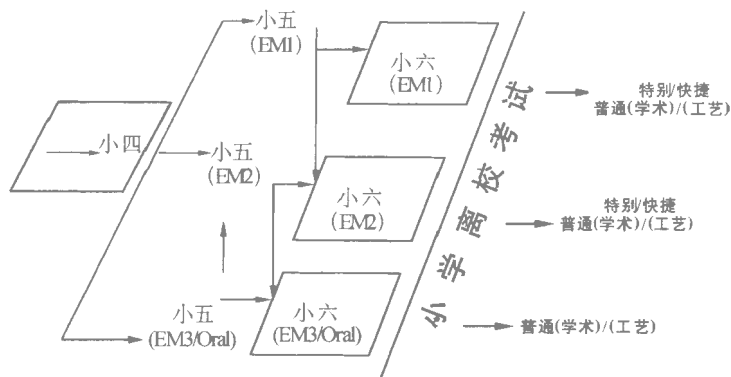 小五
(EM1)
小六
(EM1)
特别/快捷
普通(学术)/(工艺)
小四
小五
(EM2)
小六
(EM2)
特别/快捷
普通(学术)/(工艺)
小学离校考试
小五
(EM3/Oral)
小六
(EM3/Oral)
普通(学术)/(工艺)